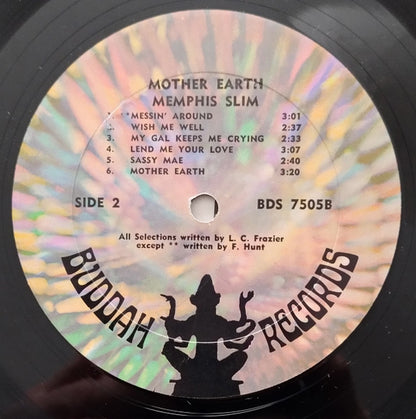 MOTHER EARTH
MEMPHIS SLIM
**MESSIN' AROUND 3:01
2. WISH ME WELL 2:37
3. MY GAL KEEPS ME CRYING 2:33
4. LEND ME YOUR LOVE 3:07
5. SASSY MAE 2:40
6. MOTHER EARTH 3:20
SIDE 2 BDS 7505B
All Selections written by L. C. Frazier
except ** written by F. Hunt
BUDDAH RECORDS